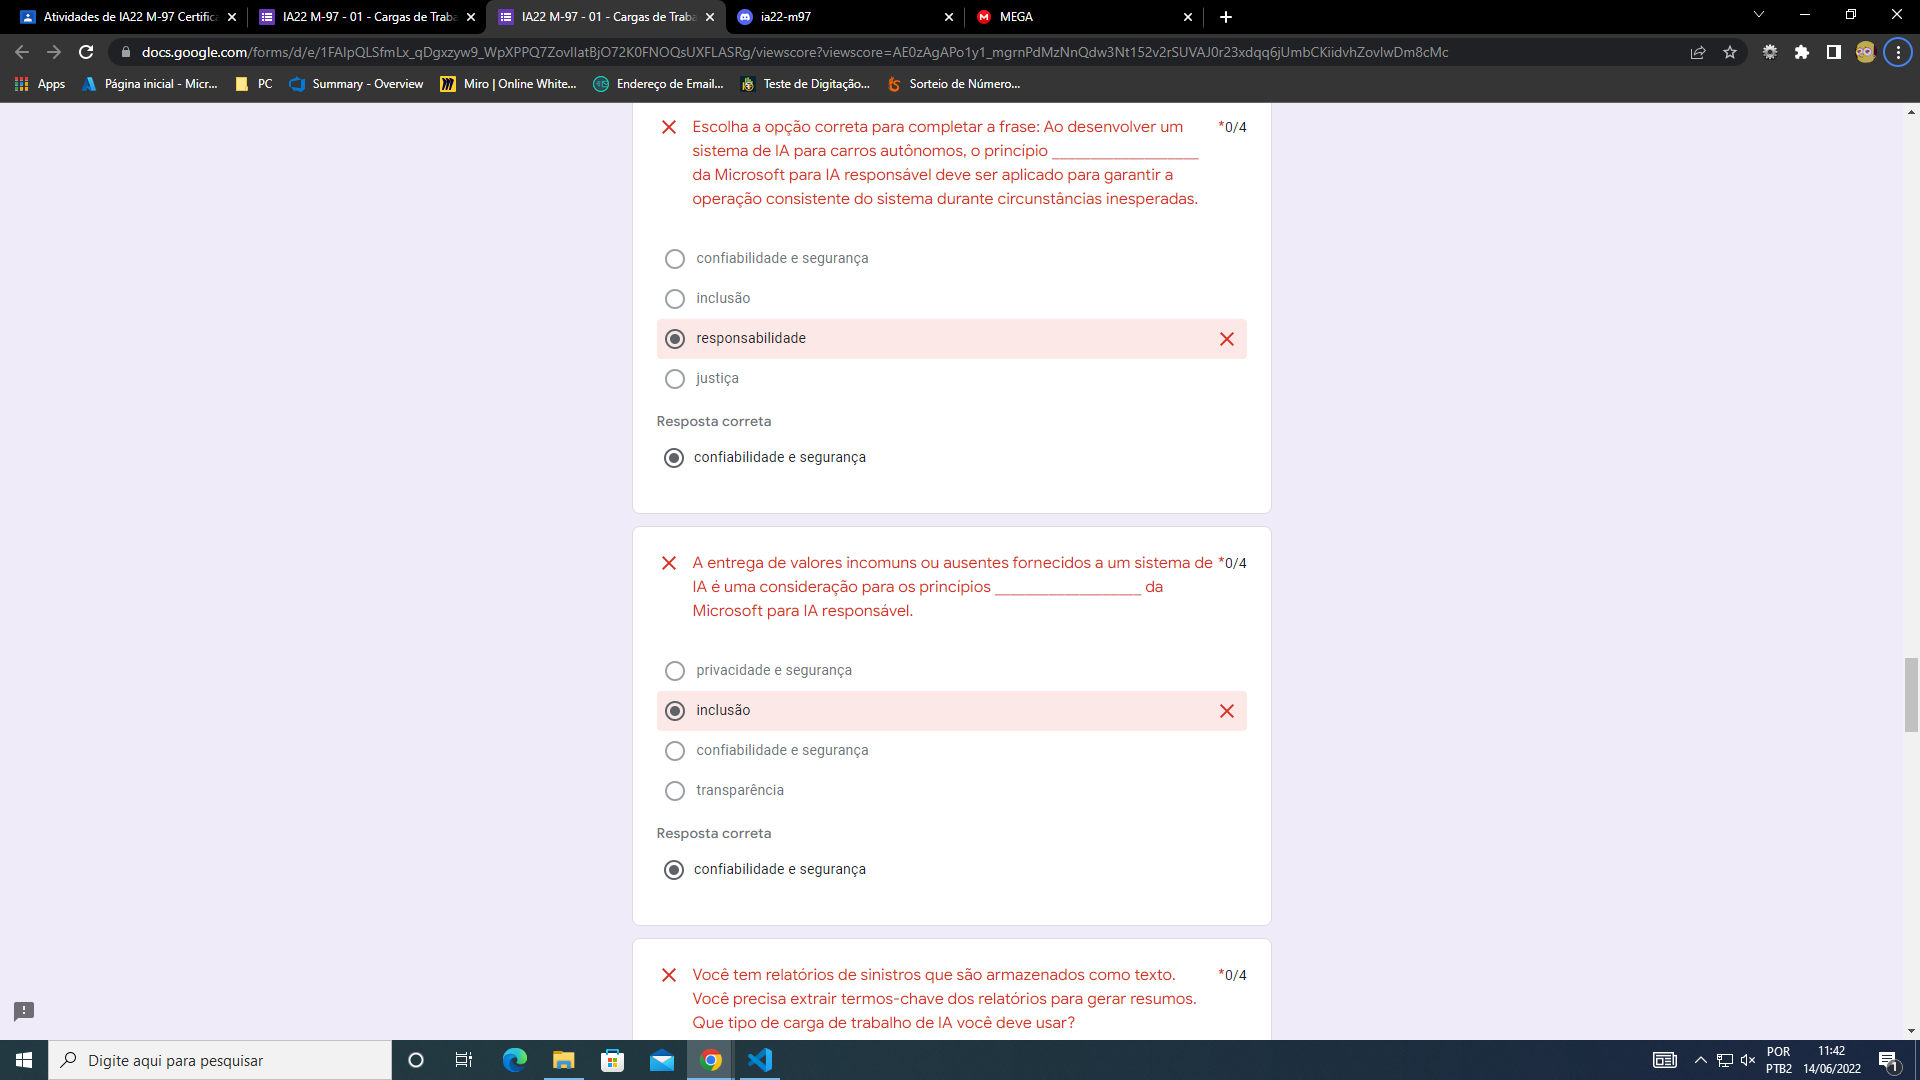 Atividades de IA22 M-97 Certifica
IA22 M-97 - 01 - Cargas de Traba
IA22 M-97 - 01 - Cargas de Traba
ia22-m97
MEGA
docs.google.com/forms/d/e/1FAIpQLSfmLx_qDgxzyw9_WpXPPQ7ZovIIatBjO72K0FNOQsUXFLASRg/viewscore?viewscore=AE0zAgAPo1y1_mgrnPdMzNnQdw3Nt152v2rSUVAJ0r23xdqq6jUmbCKiidvhZovIwDm8cMc
Apps
Página inicial - Micr...
PC
Summary - Overview
Miro | Online White...
Endereço de Email...
Teste de Digitação...
Sorteio de Número...
Escolha a opção correta para completar a frase: Ao desenvolver um *0/4
sistema de IA para carros autônomos, o princípio ___________________
da Microsoft para IA responsável deve ser aplicado para garantir a
operação consistente do sistema durante circunstâncias inesperadas.
confiabilidade e segurança
inclusão
responsabilidade
justiça
Resposta correta
confiabilidade e segurança
A entrega de valores incomuns ou ausentes fornecidos a um sistema de *0/4
IA é uma consideração para os princípios ___________________ da
Microsoft para IA responsável.
privacidade e segurança
inclusão
confiabilidade e segurança
transparência
Resposta correta
confiabilidade e segurança
Você tem relatórios de sinistros que são armazenados como texto. *0/4
Você precisa extrair termos-chave dos relatórios para gerar resumos.
Que tipo de carga de trabalho de IA você deve usar?
Digite aqui para pesquisar
POR
PTB2
11:42
14/06/2022
1